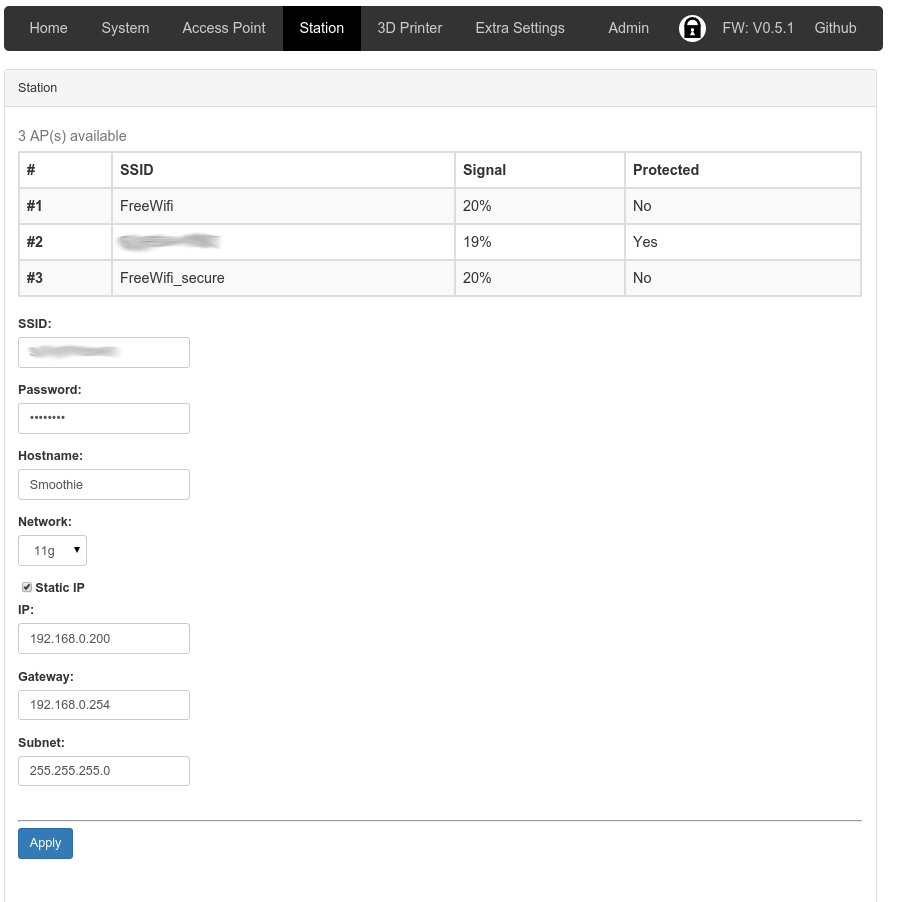 Home System Access Point Station 3D Printer Extra Settings Admin FW: V0.5.1 Github
Station
3 AP(s) available
# SSID Signal Protected
#1 FreeWifi 20% No
#2 19% Yes
#3 FreeWifi_secure 20% No
SSID:
Password:
••••••••
Hostname:
Smoothie
Network:
11g
Static IP
IP:
192.168.0.200
Gateway:
192.168.0.254
Subnet:
255.255.255.0
Apply